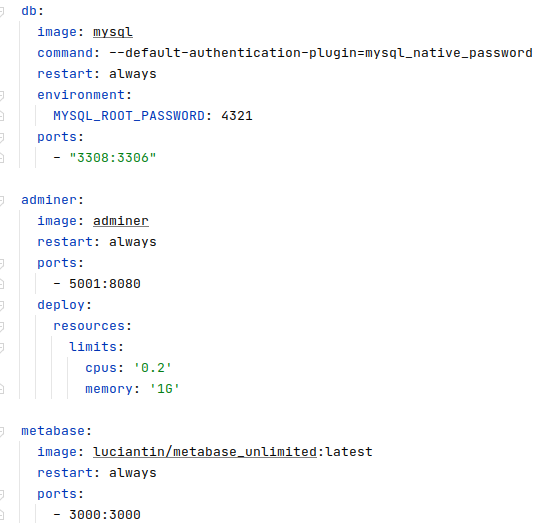 db:
  image: mysql
  command: --default-authentication-plugin=mysql_native_password
  restart: always
  environment:
    MYSQL_ROOT_PASSWORD: 4321
  ports:
    - "3308:3306"

adminer:
  image: adminer
  restart: always
  ports:
    - 5001:8080
  deploy:
    resources:
      limits:
        cpus: '0.2'
        memory: '1G'

metabase:
  image: luciantin/metabase_unlimited:latest
  restart: always
  ports:
    - 3000:3000